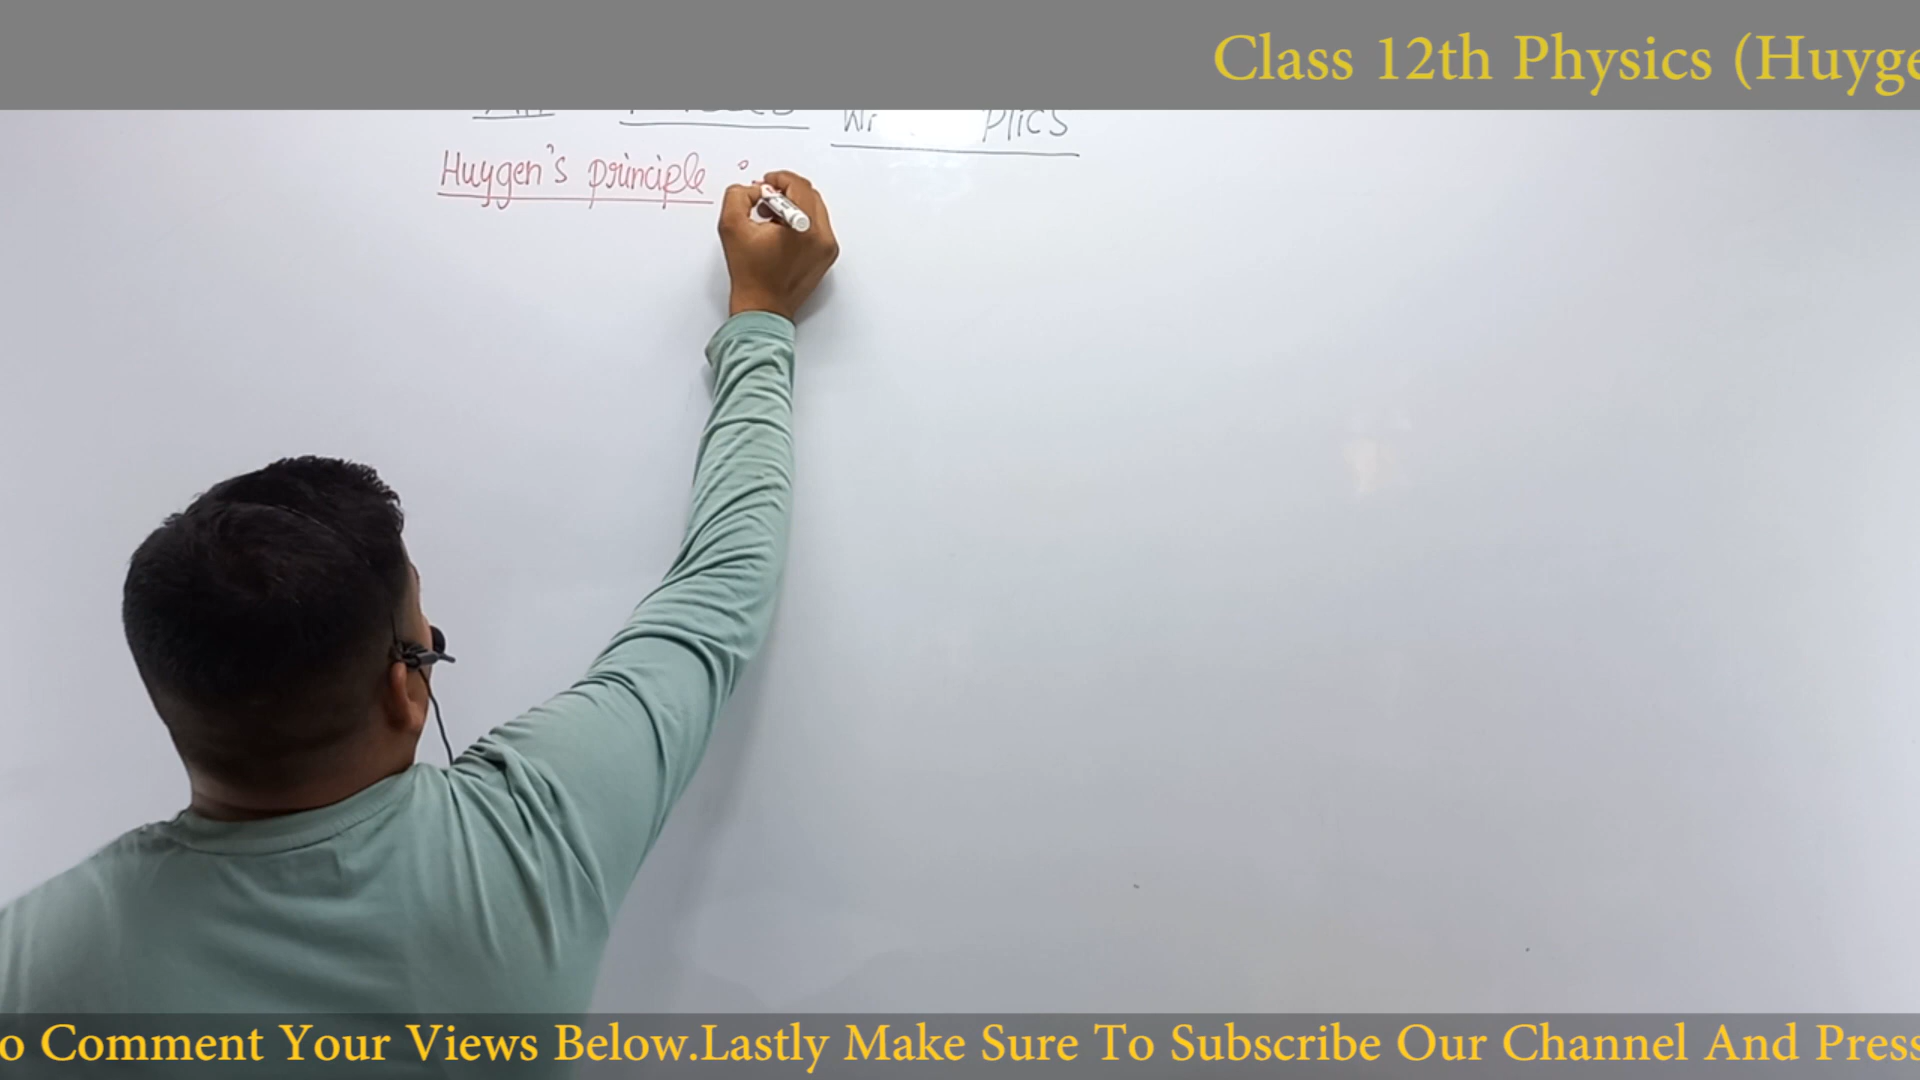 Class 12th Physics (Huyge
Huygen's principle :
o Comment Your Views Below.Lastly Make Sure To Subscribe Our Channel And Press